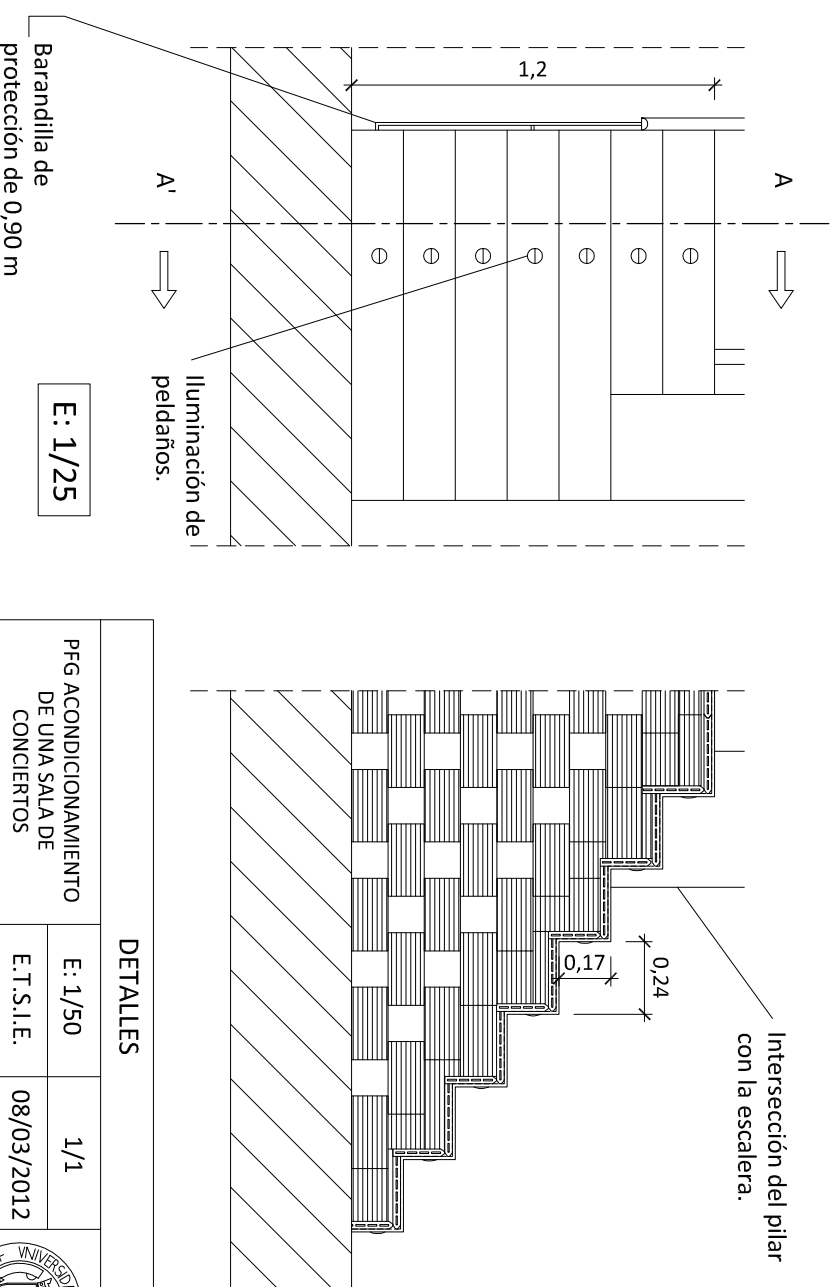 1,2
A
A'
Barandilla de
protección de 0,90 m
Iluminación de
peldaños.
E: 1/25
0,24
0,17
Intersección del pilar
con la escalera.
DETALLES
PFG ACONDICIONAMIENTO
DE UNA SALA DE
CONCIERTOS
E: 1/50
1/1
E.T.S.I.E.
08/03/2012